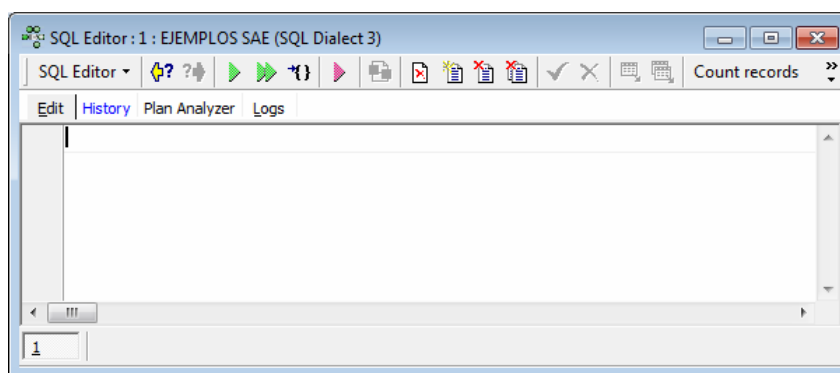 SQL Editor : 1 : EJEMPLOS SAE (SQL Dialect 3)
SQL Editor Count records
Edit History Plan Analyzer Logs
1